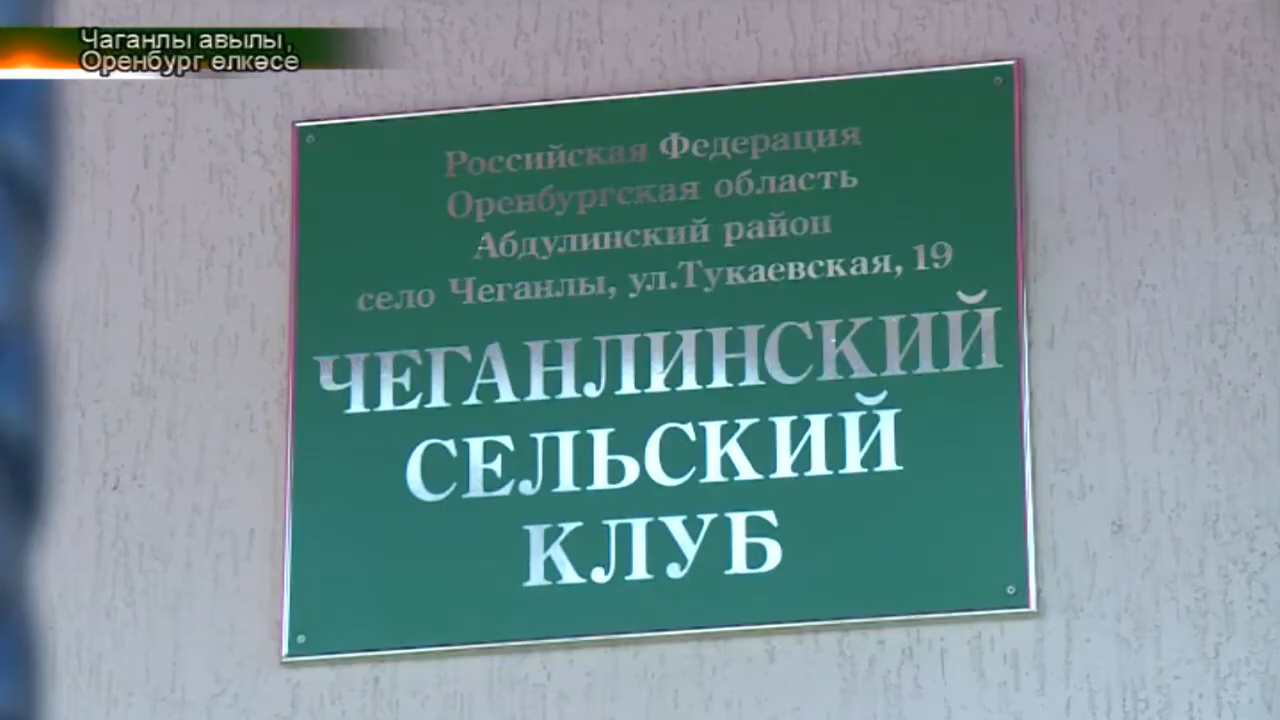 Чаганлы авылы,
Оренбург өлкәсе
Российская Федерация
Оренбургская область
Абдулинский район
село Чеганлы, ул.Тукаевская, 19
ЧЕГАНЛИНСКИЙ
СЕЛЬСКИЙ
КЛУБ